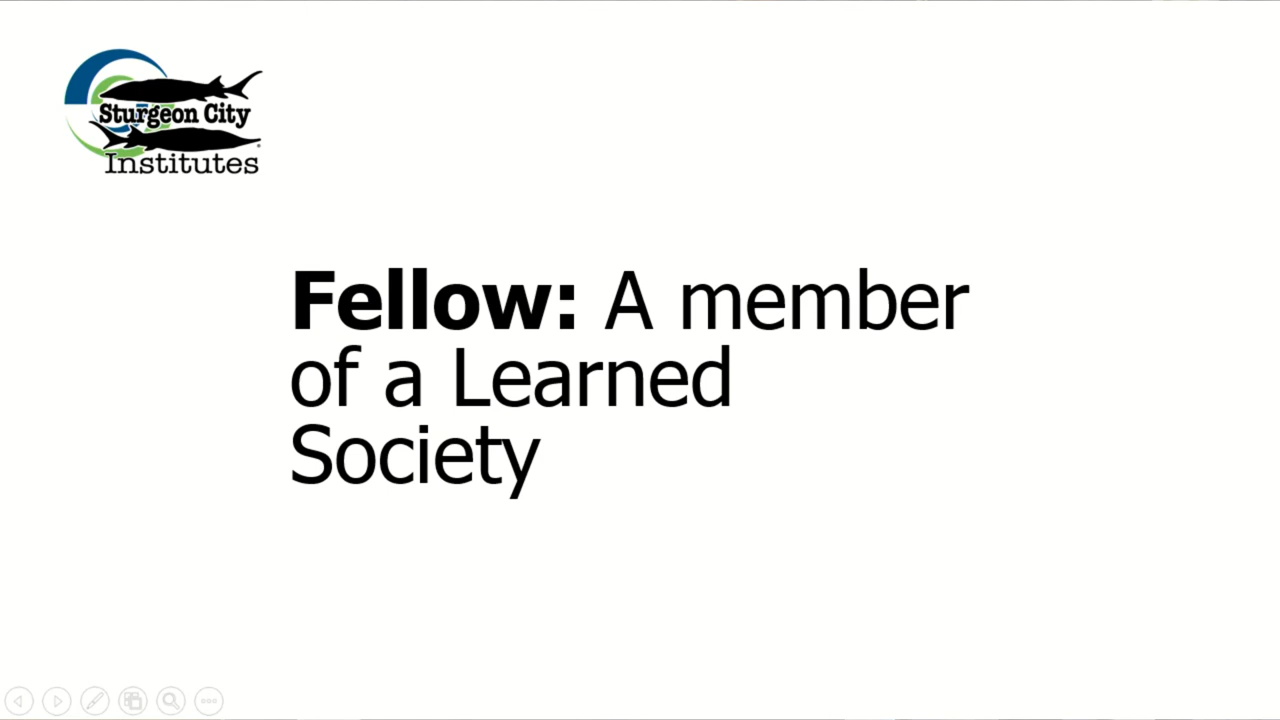 Sturgeon City
Institutes
Fellow: A member
of a Learned
Society